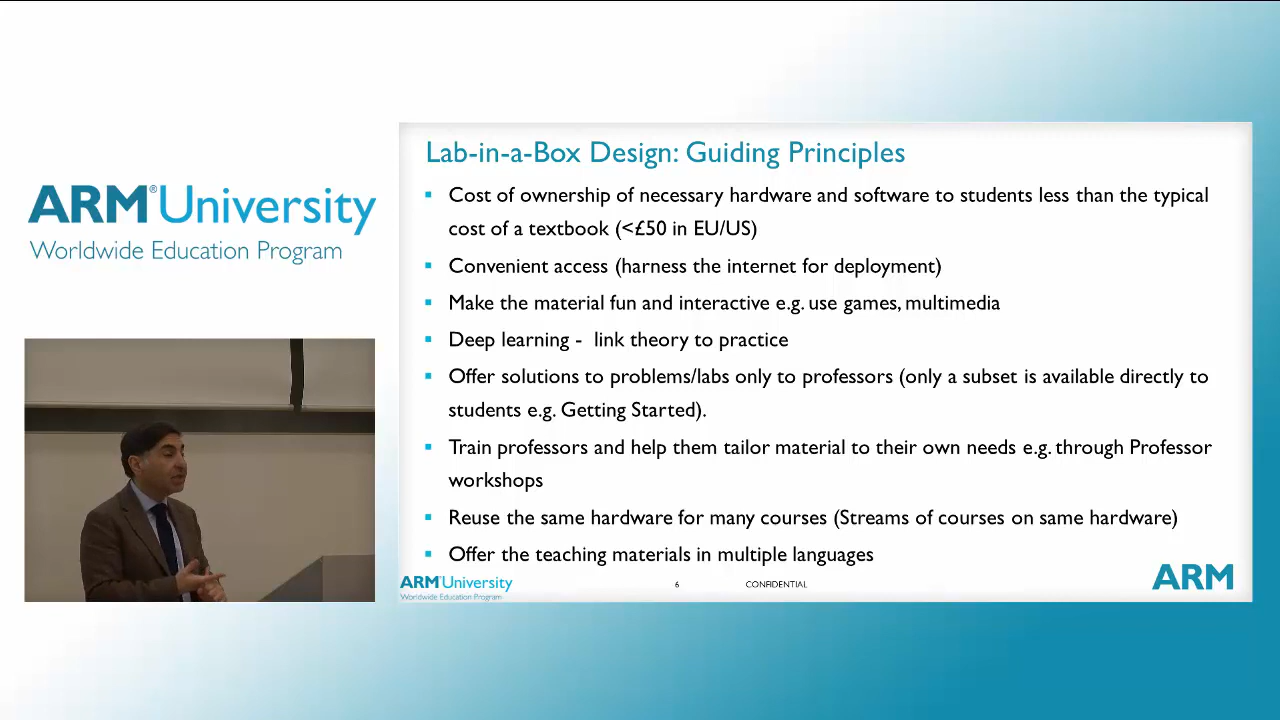 ARM®University
Worldwide Education Program
Lab-in-a-Box Design: Guiding Principles
▪ Cost of ownership of necessary hardware and software to students less than the typical
cost of a textbook (<£50 in EU/US)
▪ Convenient access (harness the internet for deployment)
▪ Make the material fun and interactive e.g. use games, multimedia
▪ Deep learning - link theory to practice
▪ Offer solutions to problems/labs only to professors (only a subset is available directly to
students e.g. Getting Started).
▪ Train professors and help them tailor material to their own needs e.g. through Professor
workshops
▪ Reuse the same hardware for many courses (Streams of courses on same hardware)
▪ Offer the teaching materials in multiple languages
ARM®University
Worldwide Education Program
6
CONFIDENTIAL
ARM